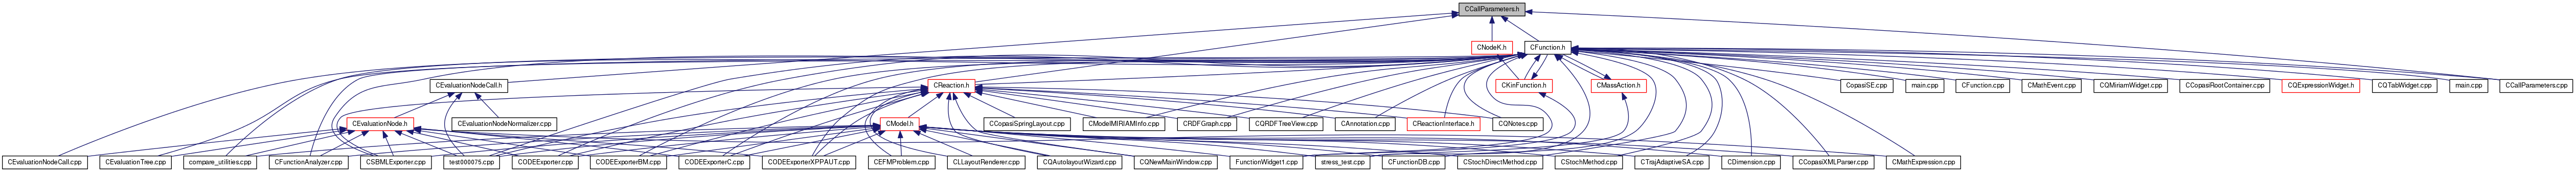 CCallParameters.h
CNodeK.h
CFunction.h
CEvaluationNodeCall.h
CReaction.h
CKinFunction.h
CMassAction.h
CopasiSE.cpp
main.cpp
CFunction.cpp
CMathEvent.cpp
CQMiriamWidget.cpp
CCopasiRootContainer.cpp
CQExpressionWidget.h
CQTabWidget.cpp
main.cpp
CCallParameters.cpp
CEvaluationNode.h
CEvaluationNodeNormalizer.cpp
CModel.h
CCopasiSpringLayout.cpp
CModelMIRIAMInfo.cpp
CRDFGraph.cpp
CQRDFTreeView.cpp
CAnnotation.cpp
CReactionInterface.h
CQNotes.cpp
CEvaluationNodeCall.cpp
CEvaluationTree.cpp
compare_utilities.cpp
CFunctionAnalyzer.cpp
CSBMLExporter.cpp
test000075.cpp
CODEExporter.cpp
CODEExporterBM.cpp
CODEExporterC.cpp
CODEExporterXPPAUT.cpp
CEFMProblem.cpp
CLLayoutRenderer.cpp
CQAutolayoutWizard.cpp
CQNewMainWindow.cpp
FunctionWidget1.cpp
stress_test.cpp
CFunctionDB.cpp
CStochDirectMethod.cpp
CStochMethod.cpp
CTrajAdaptiveSA.cpp
CDimension.cpp
CCopasiXMLParser.cpp
CMathExpression.cpp